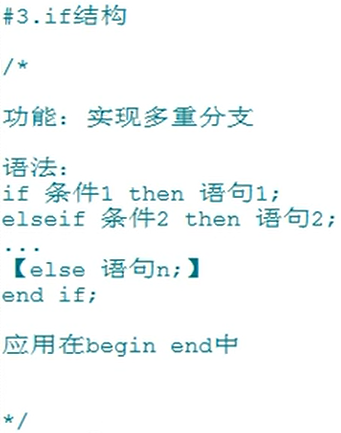 #3.if结构
/*
功能：实现多重分支
语法：
if 条件1 then 语句1;
elseif 条件2 then 语句2;
...
【else 语句n;】
end if;
应用在begin end中
*/